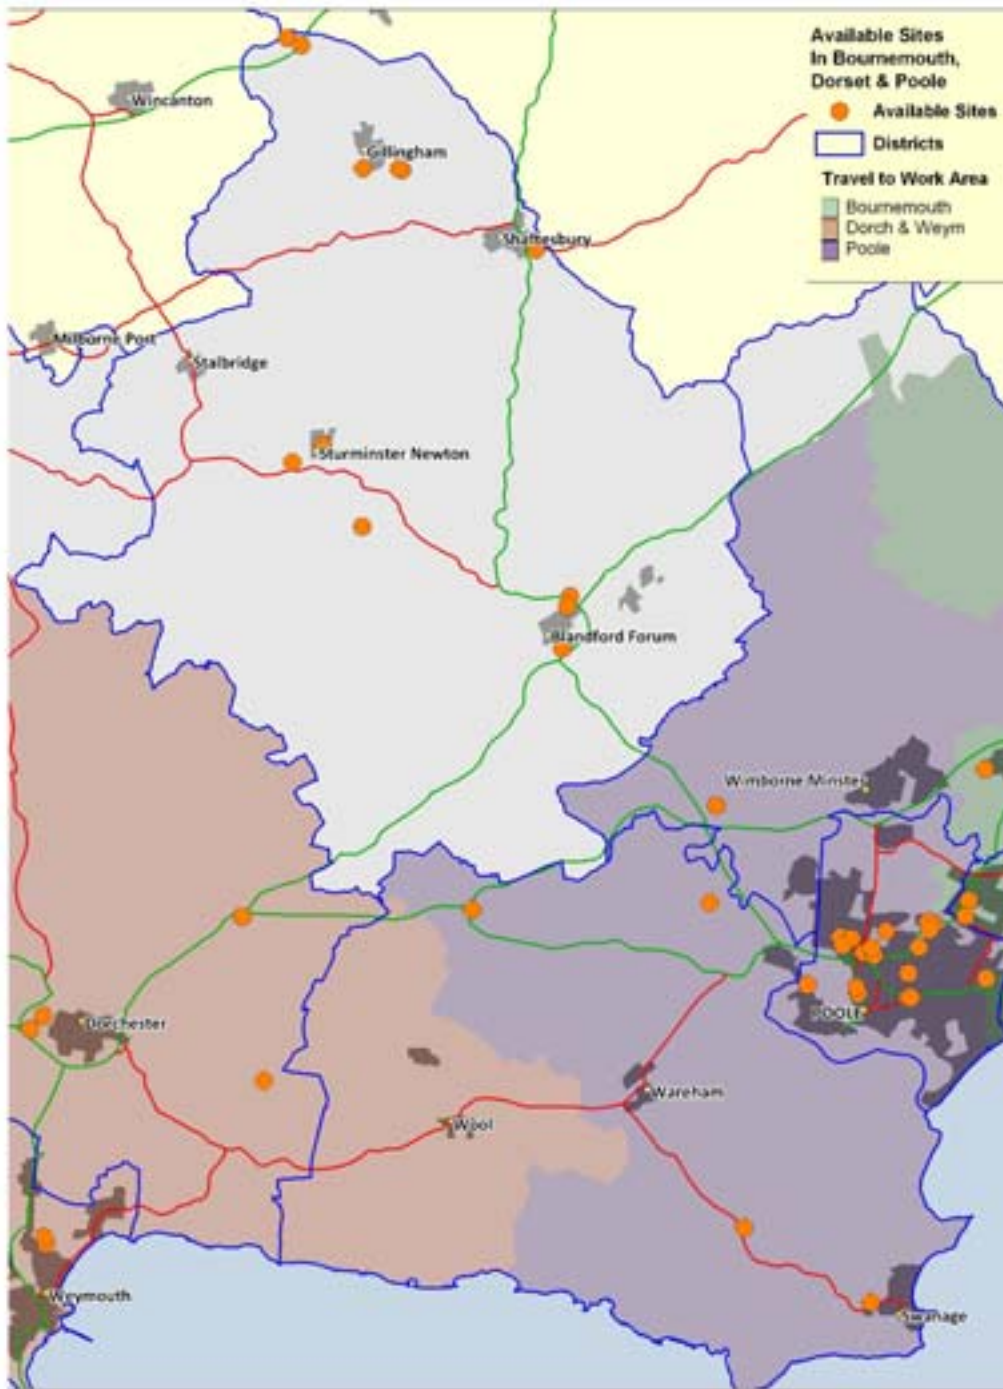 Available Sites
In Bournemouth,
Dorset & Poole
Available Sites
Districts
Travel to Work Area
Bournemouth
Dorch & Weym
Poole
Wincanton
Gillingham
Shaftesbury
Milborne Port
Stalbridge
Sturminster Newton
Blandford Forum
Wimborne Minster
Dorchester
POOLE
Wareham
Wool
Weymouth
Swanage